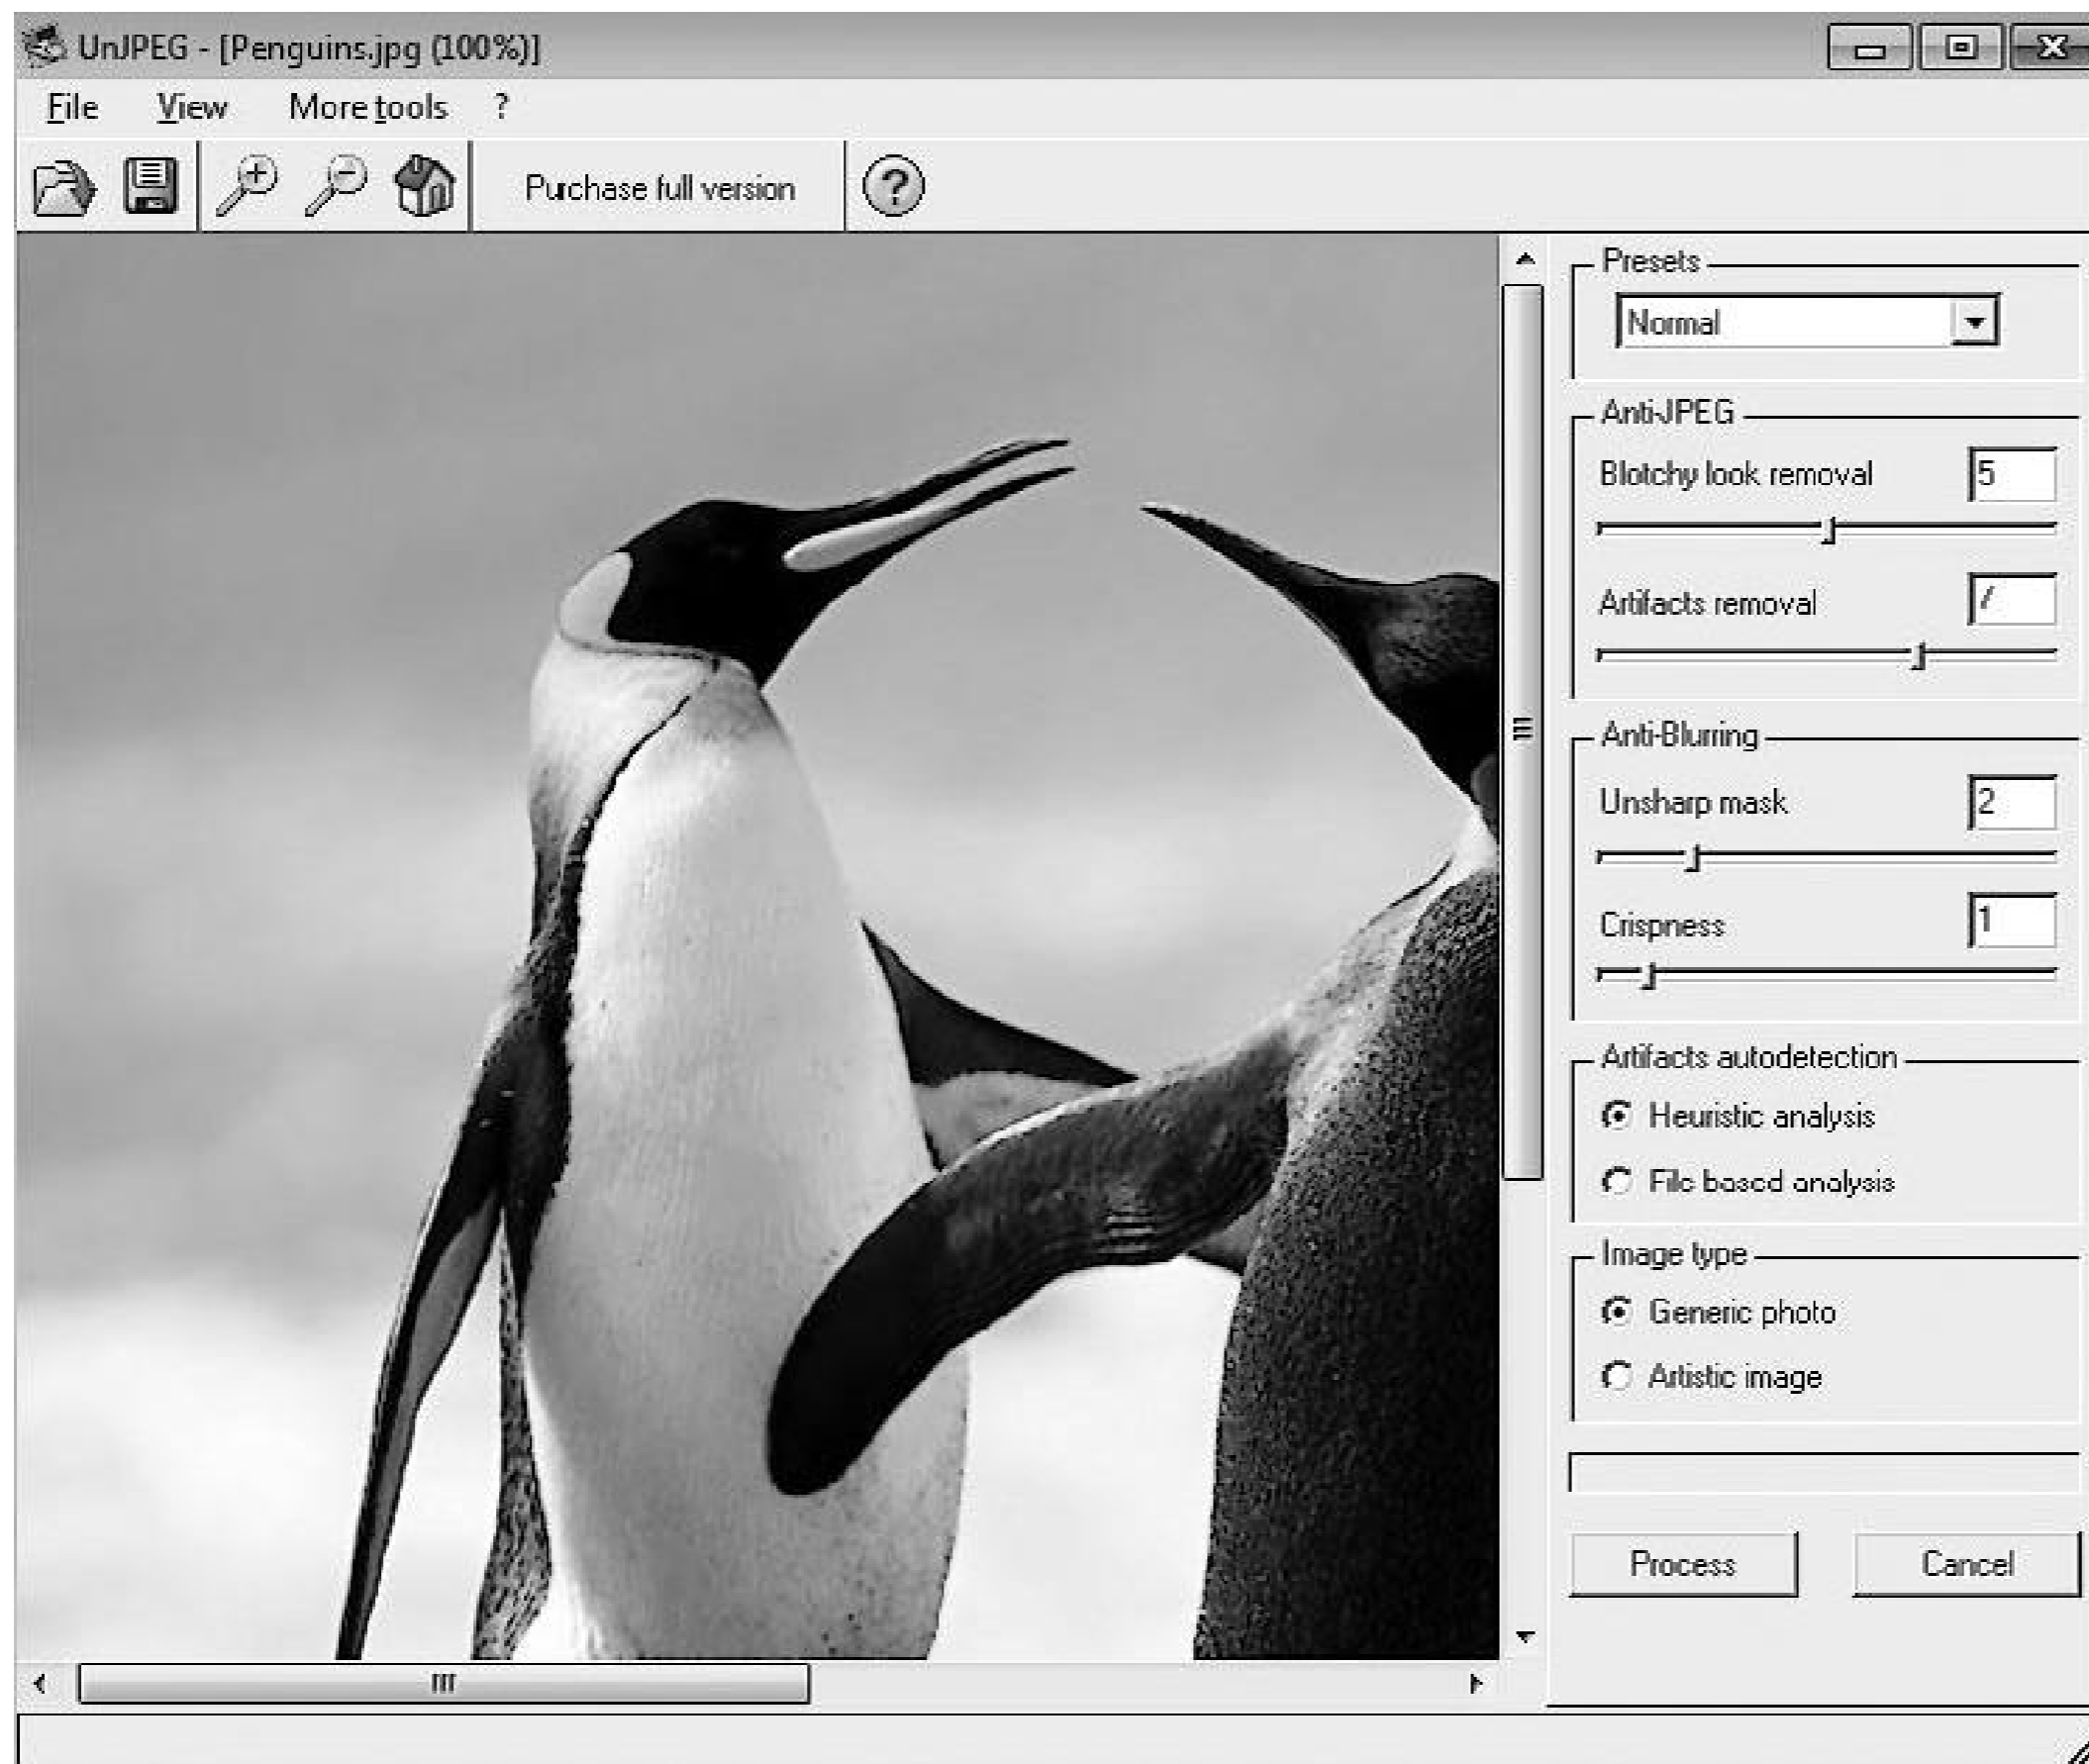 UnJPEG - [Penguins.jpg (100%)]
File View More tools ?
Purchase full version ?
Presets
Normal
Anti-JPEG
Blotchy look removal 5
Artifacts removal 7
Anti-Blurring
Unsharp mask 2
Crispness 1
Artifacts autodetection
Heuristic analysis
File based analysis
Image type
Generic photo
Artistic image
Process Cancel